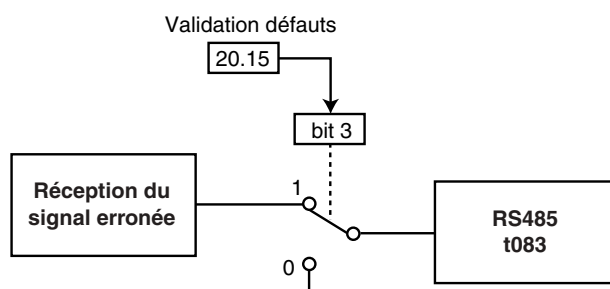 Validation défauts
20.15
bit 3
Réception du
signal erronée
1
0
RS485
t083